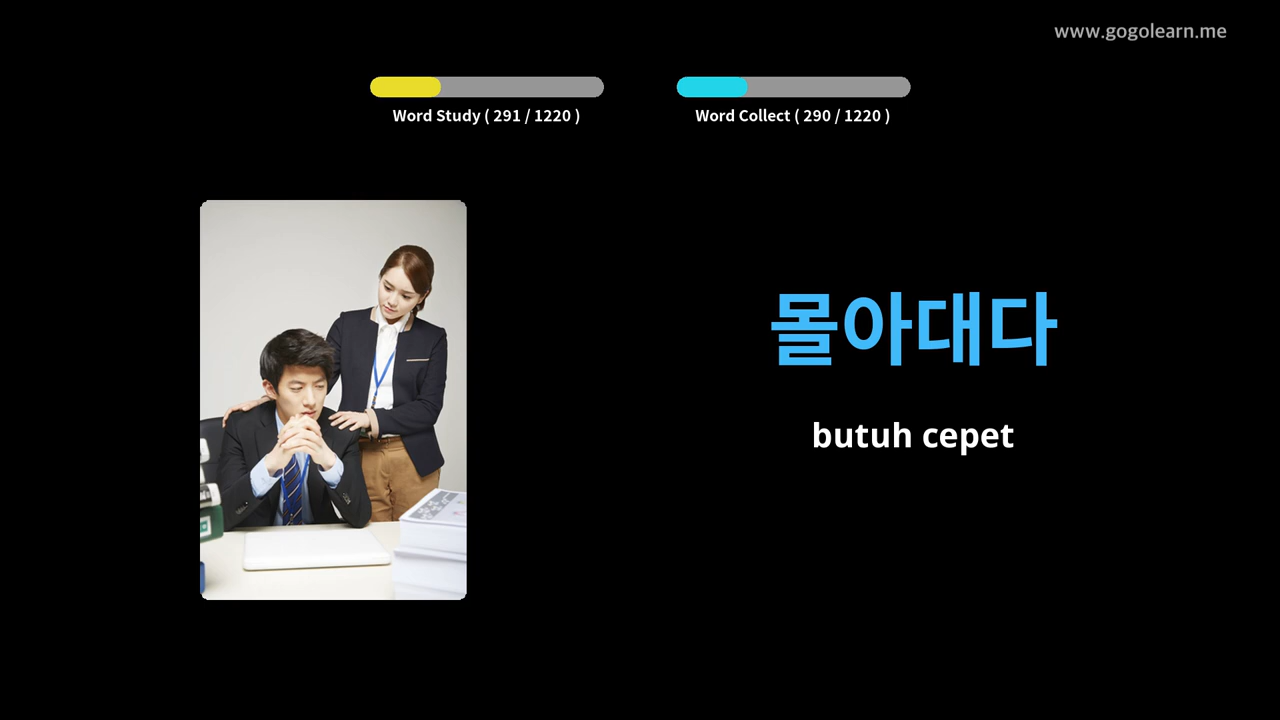 www.gogolearn.me
Word Study ( 291 / 1220 )
Word Collect ( 290 / 1220 )
몰아대다
butuh cepet